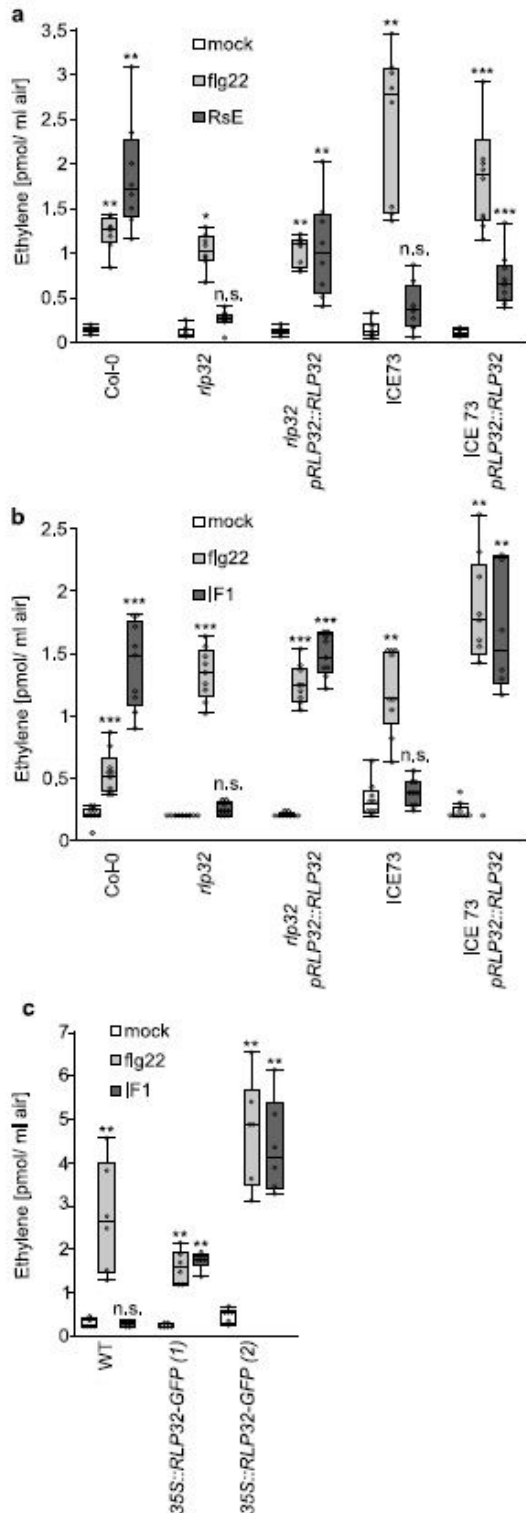 a
mock
flg22
RsE
Ethylene [pmol/ ml air]
3,5
3
2,5
2
1,5
1
0,5
0
** ** * n.s. ** ** ** n.s. *** ***
Col-0
rlp32
rlp32
pRLP32::RLP32
ICE73
ICE 73
pRLP32::RLP32
b
mock
flg22
IF1
Ethylene [pmol/ ml air]
2,5
2
1,5
1
0,5
0
*** *** *** n.s. *** *** ** n.s. ** **
Col-0
rlp32
rlp32
pRLP32::RLP32
ICE73
ICE 73
pRLP32::RLP32
c
mock
flg22
IF1
Ethylene [pmol/ ml air]
7
6
5
4
3
2
1
0
** n.s. ** ** ** **
WT
35S::RLP32-GFP (1)
35S::RLP32-GFP (2)